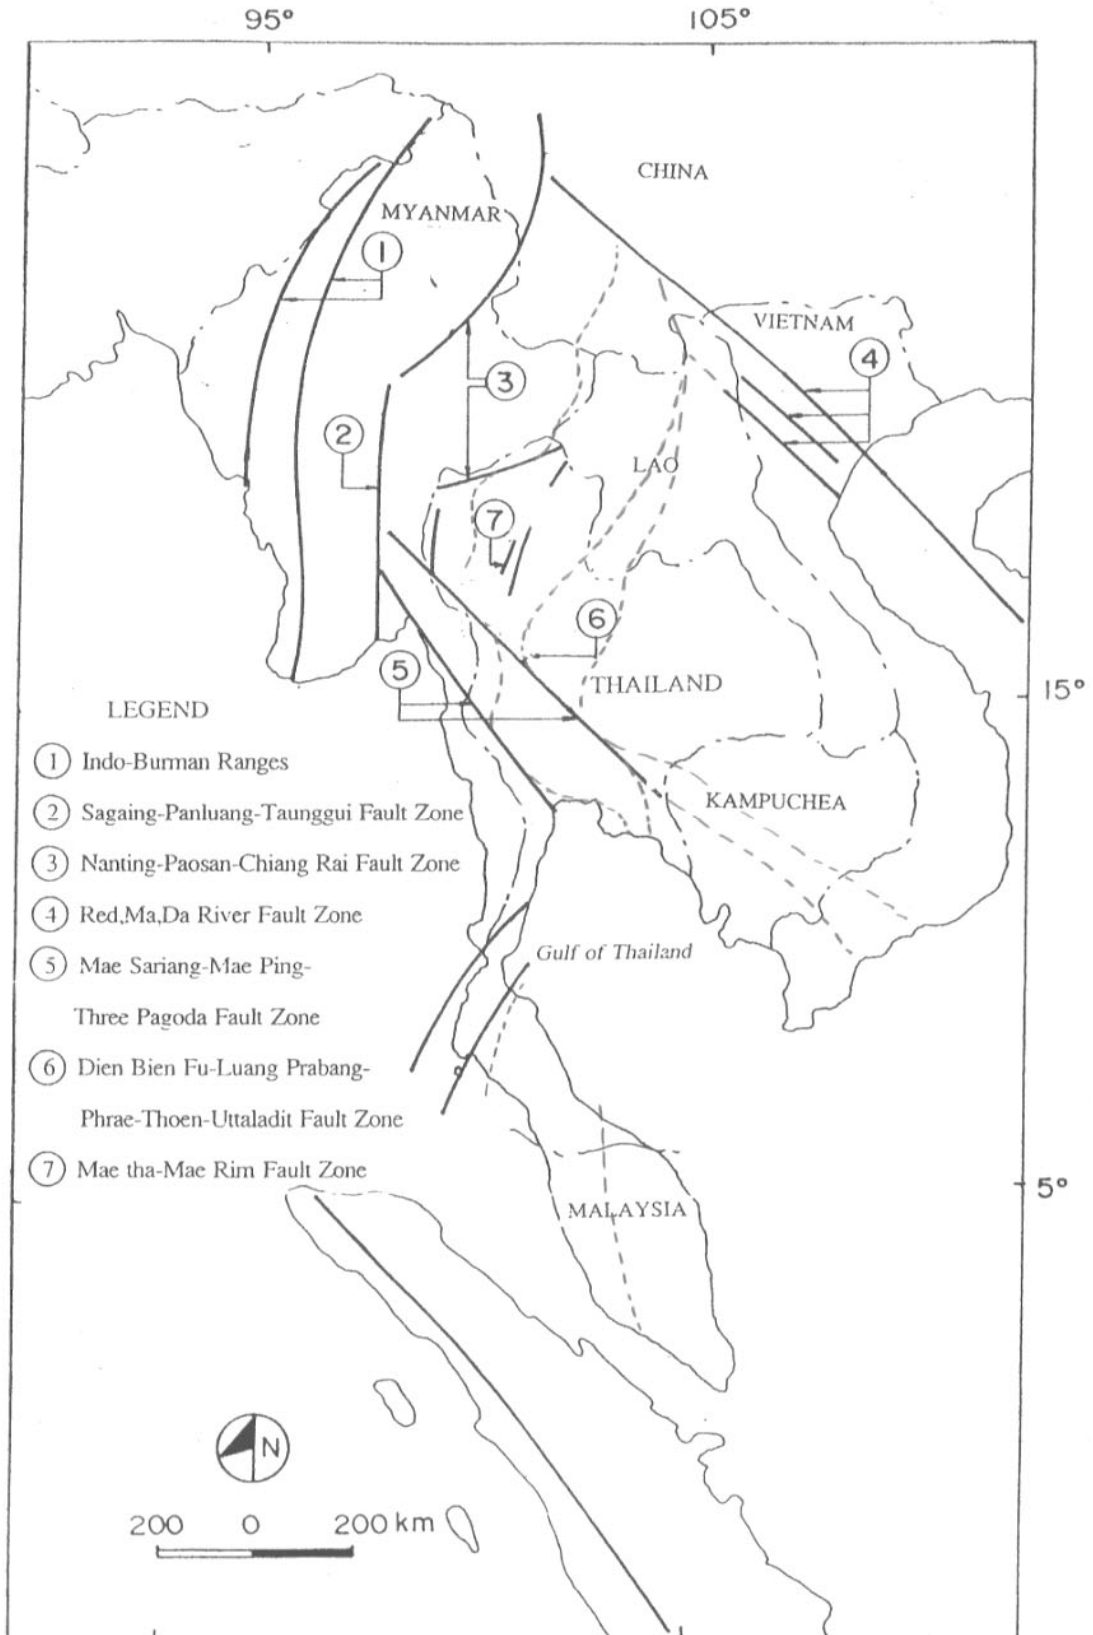 95°
105°
CHINA
MYANMAR
1
VIETNAM
4
3
2
LAO
7
6
5
THAILAND
15°
LEGEND
1 Indo-Burman Ranges
KAMPUCHEA
2 Sagaing-Panluang-Taunggui Fault Zone
3 Nanting-Paosan-Chiang Rai Fault Zone
4 Red,Ma,Da River Fault Zone
Gulf of Thailand
5 Mae Sariang-Mae Ping-
Three Pagoda Fault Zone
6 Dien Bien Fu-Luang Prabang-
Phrae-Thoen-Uttaladit Fault Zone
7 Mae tha-Mae Rim Fault Zone
5°
MALAYSIA
N
200 0 200 km